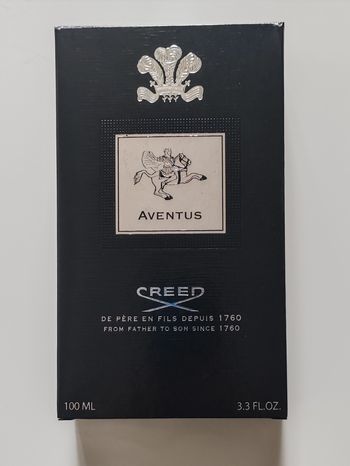 AVENTUS
CREED
DE PÈRE EN FILS DEPUIS 1760
FROM FATHER TO SON SINCE 1760
100 ML 3.3 FL.OZ.